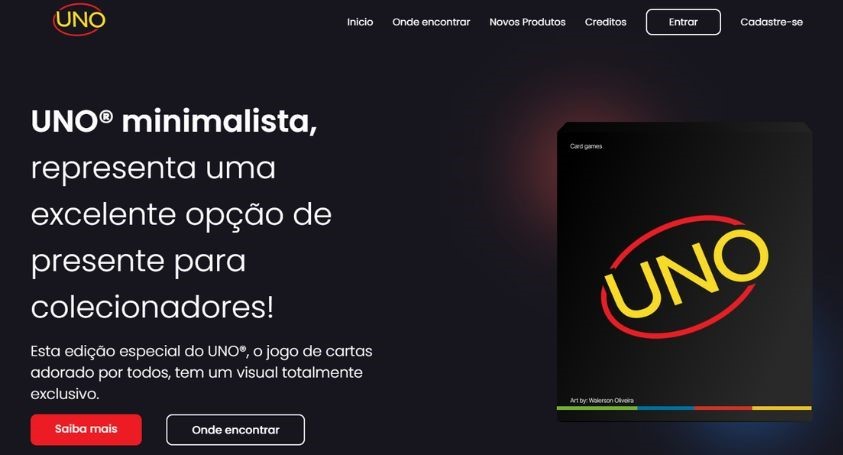 UNO
Inicio Onde encontrar Novos Produtos Creditos Entrar Cadastre-se
UNO® minimalista,
representa uma
excelente opção de
presente para
colecionadores!
Esta edição especial do UNO®, o jogo de cartas
adorado por todos, tem um visual totalmente
exclusivo.
Saiba mais Onde encontrar
Card games
UNO
Art by: Walerson Oliveira